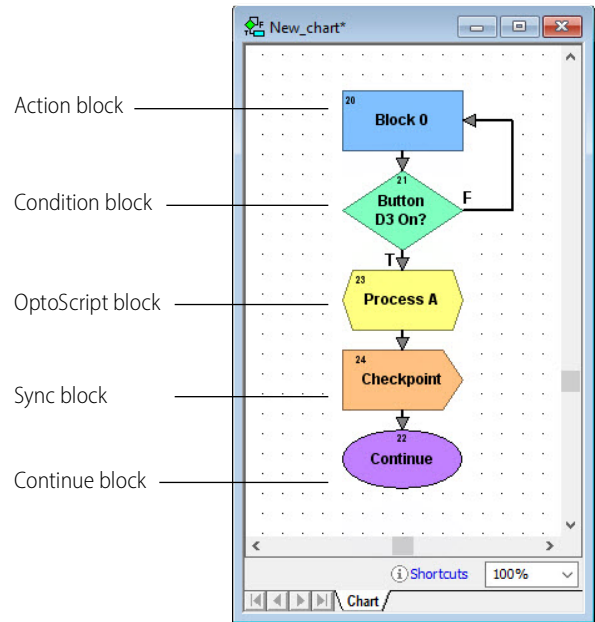 New_chart*
Action block
20
Block 0
Condition block
21
Button
D3 On?
F
T
OptoScript block
23
Process A
24
Checkpoint
Sync block
22
Continue
Continue block
Shortcuts
100%
Chart